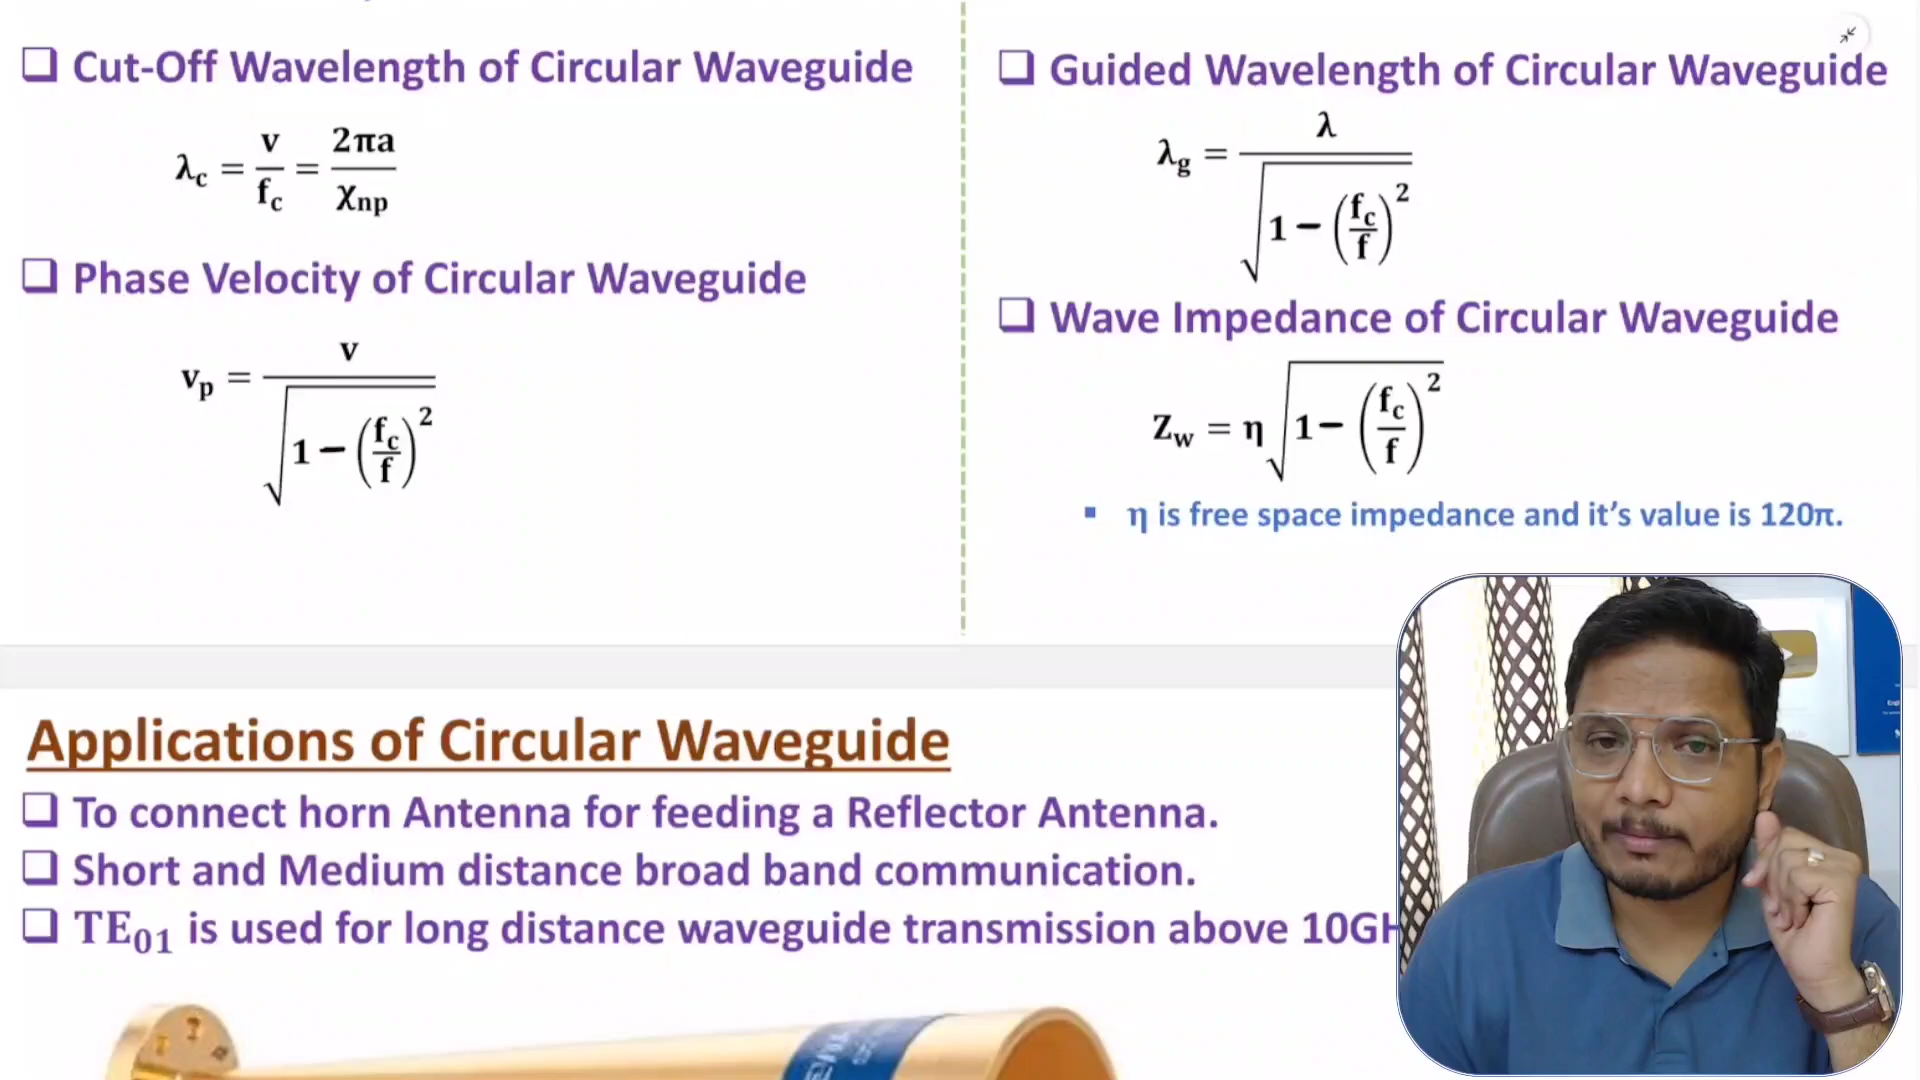 Cut-Off Wavelength of Circular Waveguide
λc = v/fc = 2πa/χnp
Phase Velocity of Circular Waveguide
vp = v/√(1 − (fc/f)²)
Guided Wavelength of Circular Waveguide
λg = λ/√(1 − (fc/f)²)
Wave Impedance of Circular Waveguide
Zw = η√(1 − (fc/f)²)
η is free space impedance and it's value is 120π.
Applications of Circular Waveguide
To connect horn Antenna for feeding a Reflector Antenna.
Short and Medium distance broad band communication.
TE01 is used for long distance waveguide transmission above 10GH